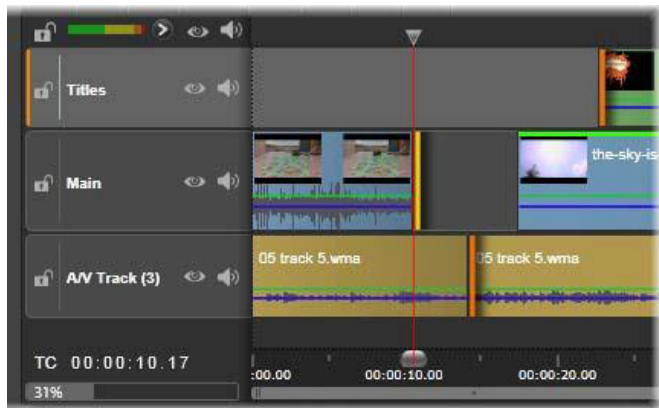 Titles
Main
the-sky-is
A/V Track (3)
05 track 5.wma
05 track 5.wma
TC 00:00:10.17
:00.00
00:00:10.00
00:00:20.00
31%